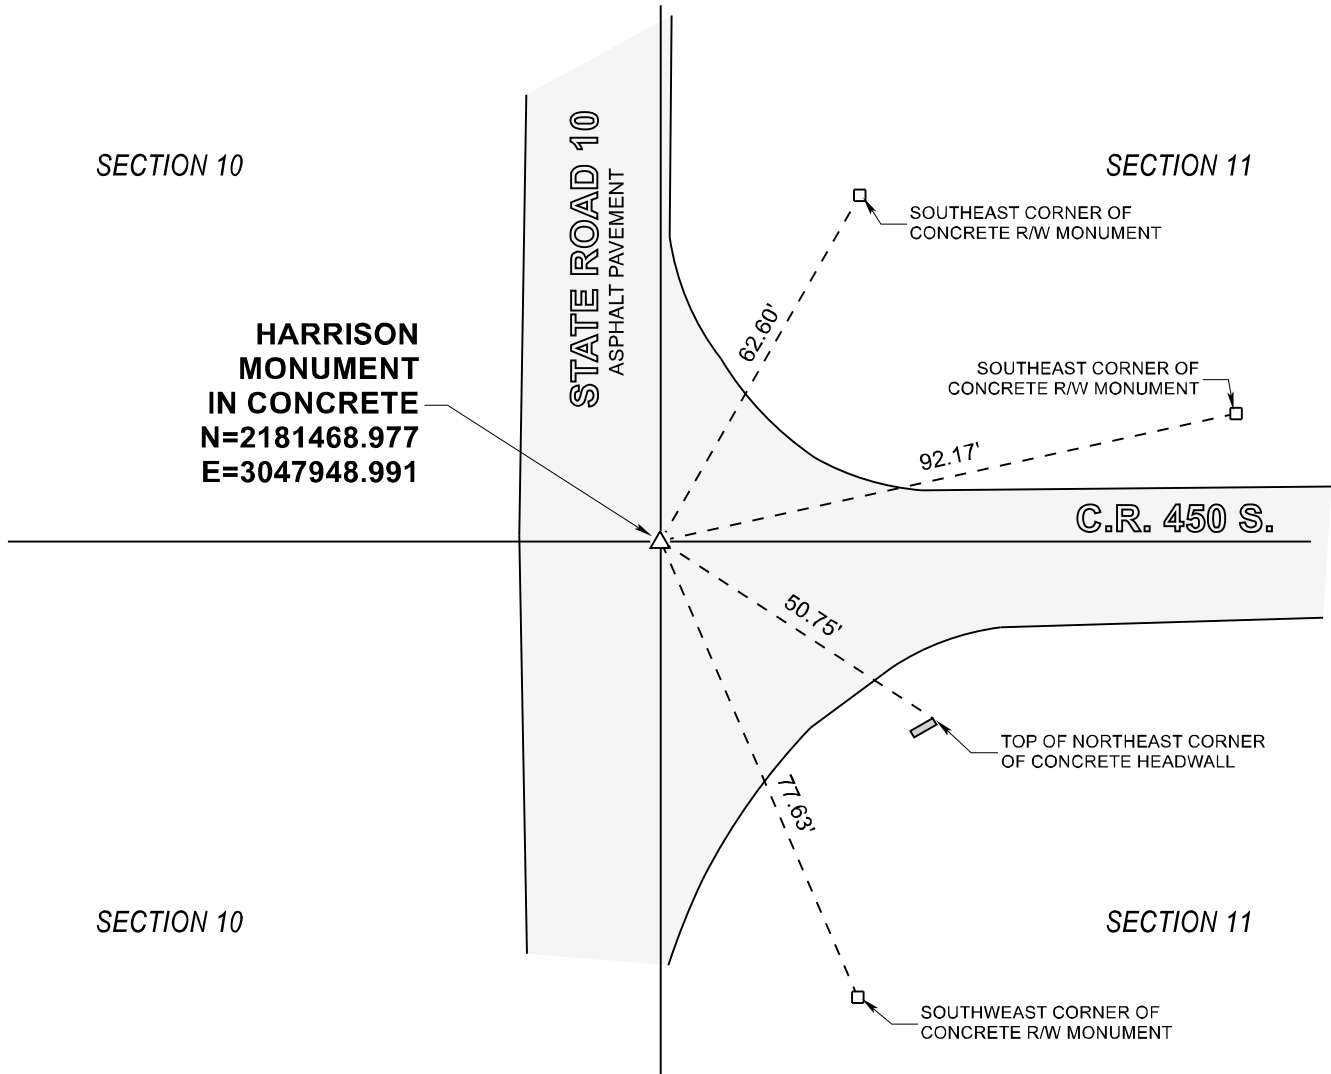 SECTION 10
STATE ROAD 10
ASPHALT PAVEMENT
SECTION 11
SOUTHEAST CORNER OF
CONCRETE R/W MONUMENT
62.60'
HARRISON
MONUMENT
IN CONCRETE
N=2181468.977
E=3047948.991
SOUTHEAST CORNER OF
CONCRETE R/W MONUMENT
92.17'
C.R. 450 S.
50.75'
TOP OF NORTHEAST CORNER
OF CONCRETE HEADWALL
77.63'
SECTION 10
SECTION 11
SOUTHWEAST CORNER OF
CONCRETE R/W MONUMENT